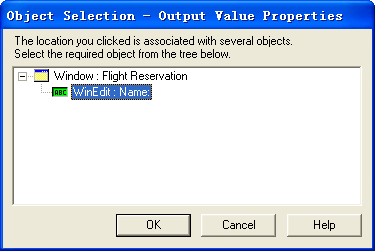 Object Selection - Output Value Properties
The location you clicked is associated with several objects.
Select the required object from the tree below.
Window : Flight Reservation
ABC WinEdit : Name:
OK Cancel Help